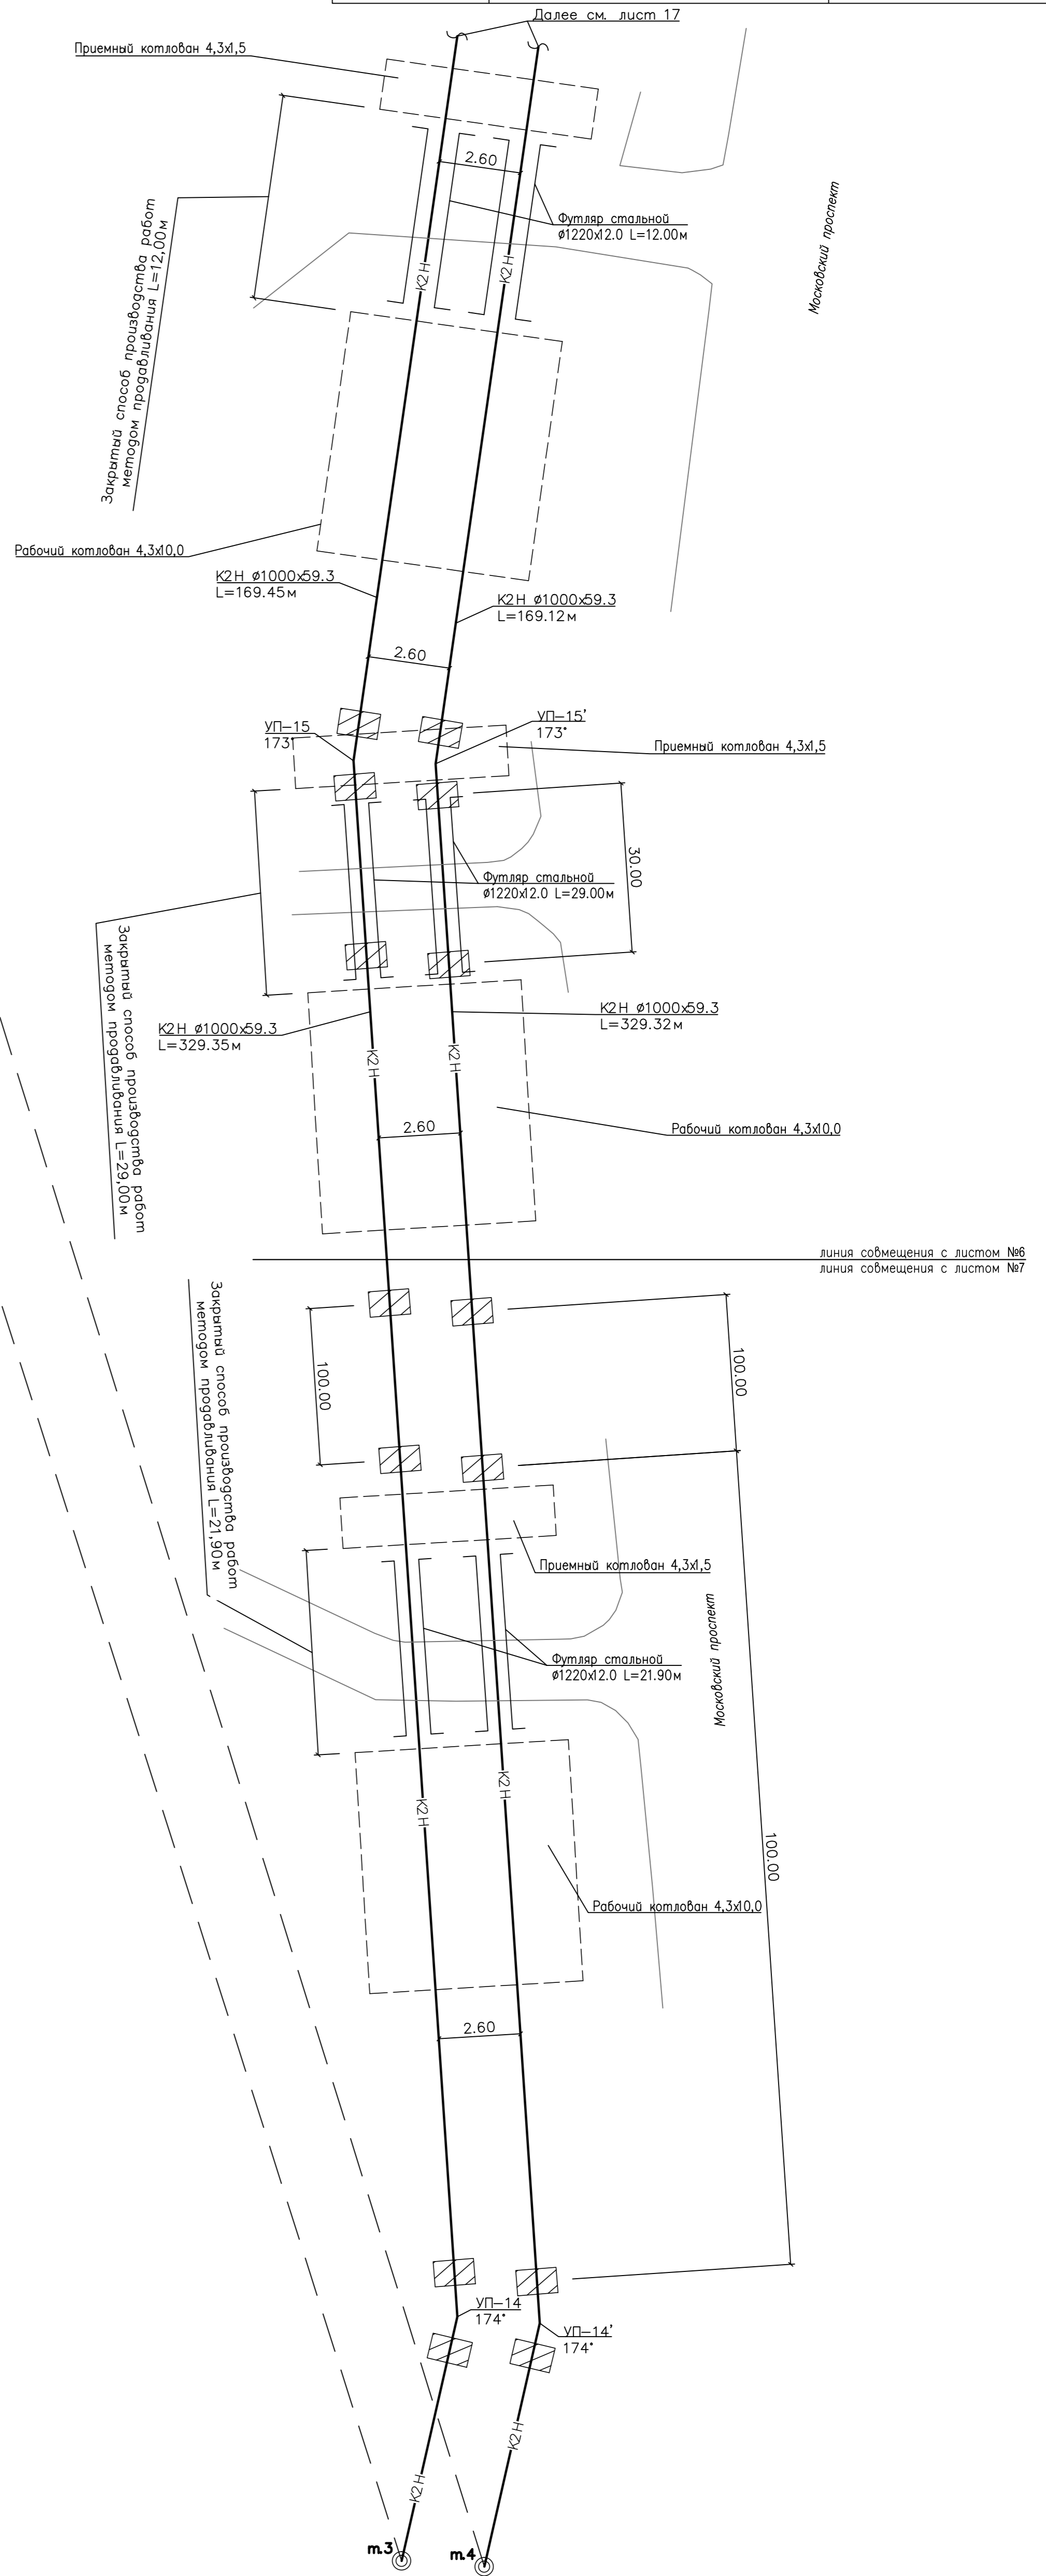 Далее см. лист 17
Приемный котлован 4,3х1,5
2.60
Футляр стальной
ø1220х12.0 L=12.00м
Московский проспект
Закрытый способ производства работ
методом продавливания L=12,00м
К2Н
К2Н
Рабочий котлован 4,3х10,0
К2Н ø1000х59.3
L=169.45м
К2Н ø1000х59.3
L=169.12м
2.60
УП-15
173°
УП-15'
173°
Приемный котлован 4,3х1,5
30.00
Футляр стальной
ø1220х12.0 L=29.00м
Закрытый способ производства работ
методом продавливания L=29,00м
К2Н ø1000х59.3
L=329.35м
К2Н ø1000х59.3
L=329.32м
К2Н
К2Н
2.60
Рабочий котлован 4,3х10,0
линия совмещения с листом №6
линия совмещения с листом №7
Закрытый способ производства работ
методом продавливания L=21,90м
100.00
100.00
Приемный котлован 4,3х1,5
Московский проспект
Футляр стальной
ø1220х12.0 L=21.90м
К2Н
К2Н
100.00
Рабочий котлован 4,3х10,0
2.60
УП-14
174°
УП-14'
174°
К2Н
К2Н
т.3
т.4